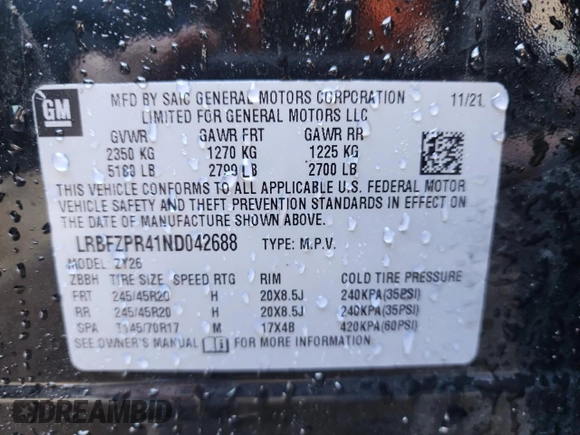 GM
MFD BY SAIC GENERAL MOTORS CORPORATION 11/21
LIMITED FOR GENERAL MOTORS LLC
GVWR GAWR FRT GAWR RR
2350 KG 1270 KG 1225 KG
5180 LB 2799 LB 2700 LB
THIS VEHICLE CONFORMS TO ALL APPLICABLE U.S. FEDERAL MOTOR
VEHICLE SAFETY AND THEFT PREVENTION STANDARDS IN EFFECT ON
DATE OF MANUFACTURE SHOWN ABOVE.
LRBFZPR41ND042688 TYPE: M.P.V.
MODEL: ZY26
ZBBH TIRE SIZE SPEED RTG RIM COLD TIRE PRESSURE
FRT 245/45R20 H 20X8.5J 240KPA(35PSI)
RR 245/45R20 H 20X8.5J 240KPA(35PSI)
SPA T145/70R17 M 17X4B 420KPA(60PSI)
SEE OWNER'S MANUAL FOR MORE INFORMATION
DREAMBID